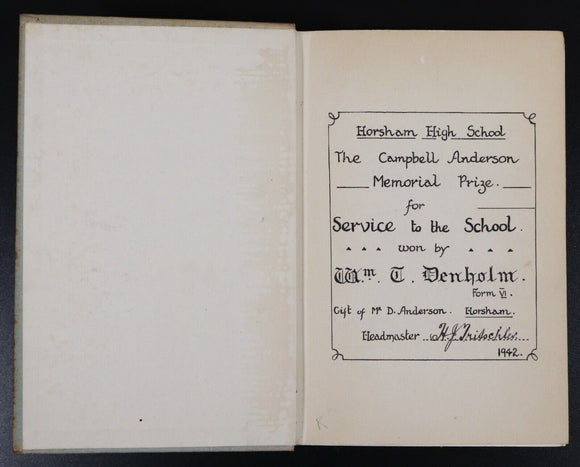 Horsham High School
The Campbell Anderson
Memorial Prize.
for
Service to the School.
won by
Wm. T. Denholm.
Form VI.
Gift of Mr D. Anderson. Horsham.
Headmaster ..H.J. Tritschler...
1942.